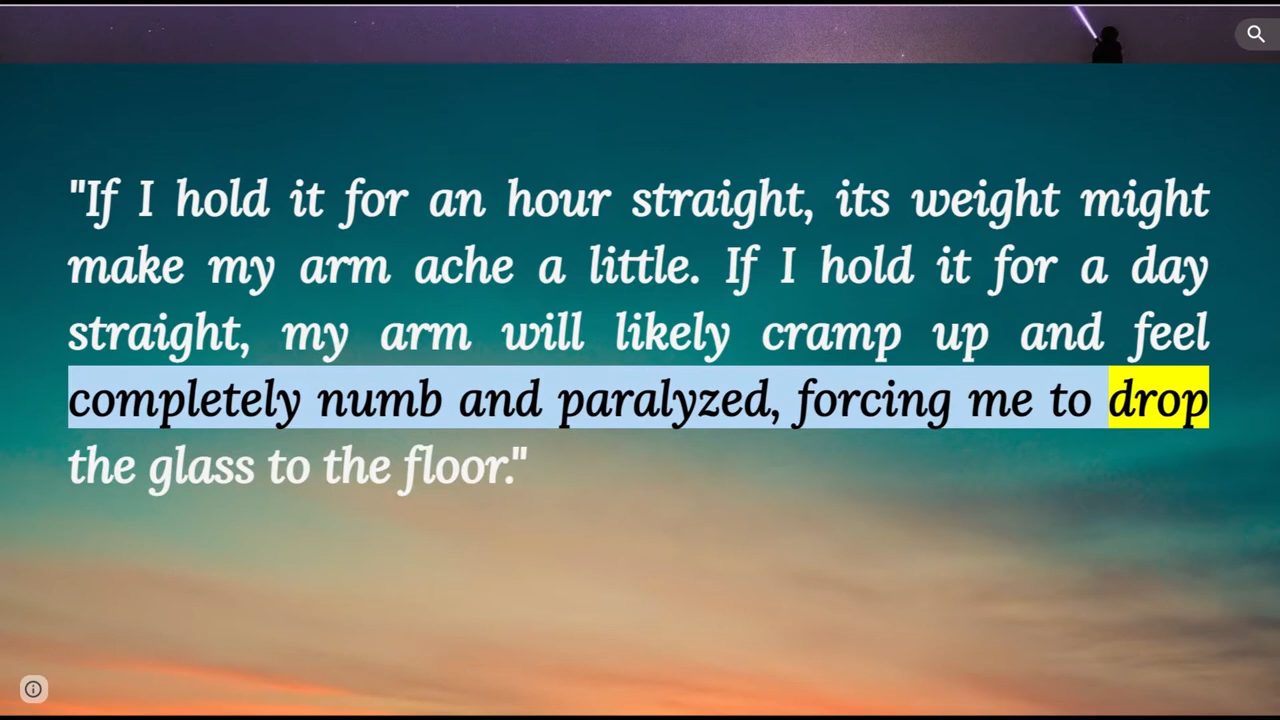 "If I hold it for an hour straight, its weight might
make my arm ache a little. If I hold it for a day
straight, my arm will likely cramp up and feel
completely numb and paralyzed, forcing me to drop
the glass to the floor."